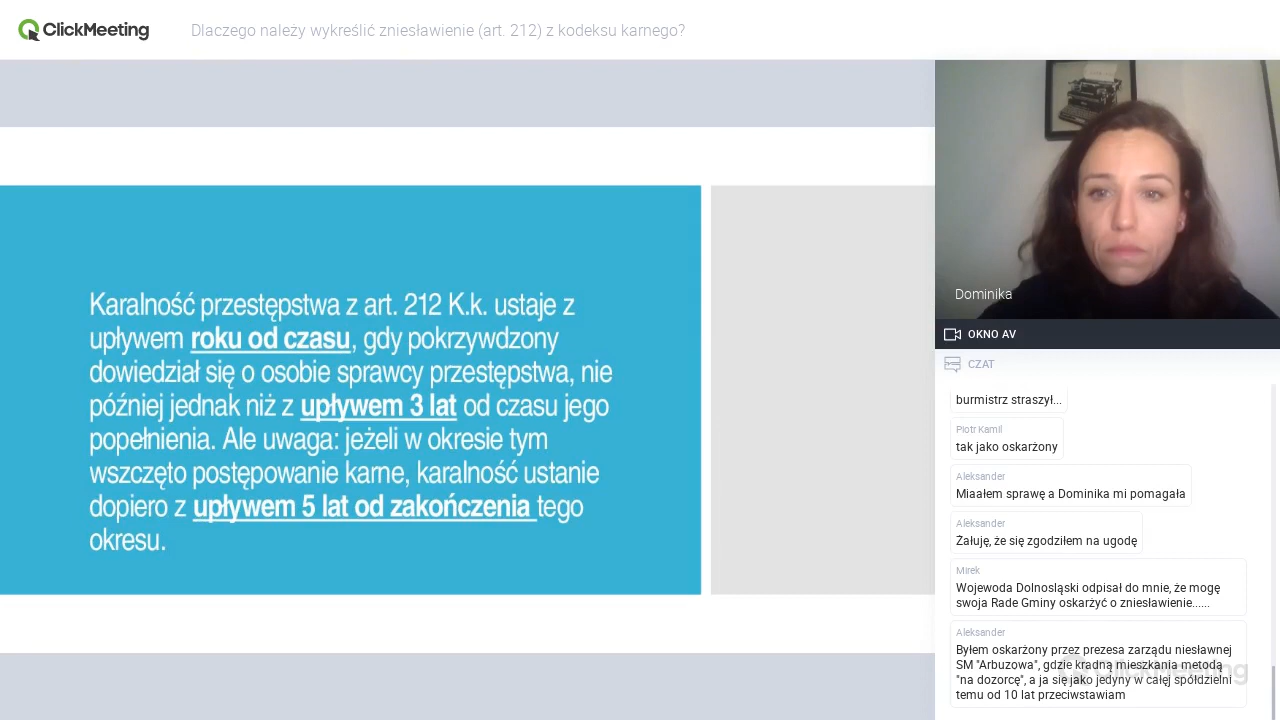 ClickMeeting
Dlaczego należy wykreślić zniesławienie (art. 212) z kodeksu karnego?
Karalność przestępstwa z art. 212 K.k. ustaje z
upływem roku od czasu, gdy pokrzywdzony
dowiedział się o osobie sprawcy przestępstwa, nie
później jednak niż z upływem 3 lat od czasu jego
popełnienia. Ale uwaga: jeżeli w okresie tym
wszczęto postępowanie karne, karalność ustanie
dopiero z upływem 5 lat od zakończenia tego
okresu.
Dominika
OKNO AV
CZAT
burmistrz straszył...
Piotr Kamil
tak jako oskarżony
Aleksander
Miaałem sprawę a Dominika mi pomagała
Aleksander
Żałuję, że się zgodziłem na ugodę
Mirek
Wojewoda Dolnosląski odpisał do mnie, że mogę
swoja Rade Gminy oskarżyć o zniesławienie......
Aleksander
Byłem oskarżony przez prezesa zarządu niesławnej
SM "Arbuzowa", gdzie kradną mieszkania metodą
"na dozorcę", a ja się jako jedyny w całej spółdzielni
temu od 10 lat przeciwstawiam
ClickMeeting